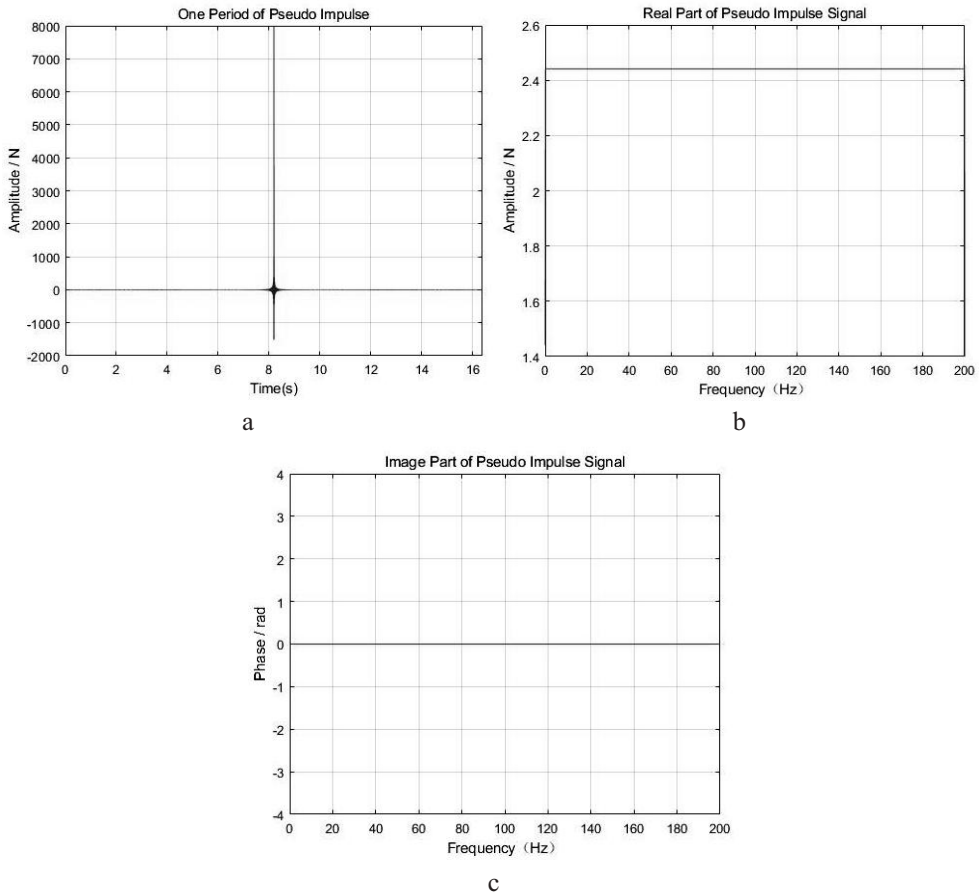 One Period of Pseudo Impulse
8000
7000
6000
5000
4000
3000
2000
1000
0
-1000
-2000
Amplitude / N
0 2 4 6 8 10 12 14 16
Time(s)
a
Real Part of Pseudo Impulse Signal
2.6
2.4
2.2
2
1.8
1.6
1.4
Amplitude / N
0 20 40 60 80 100 120 140 160 180 200
Frequency（Hz）
b
Image Part of Pseudo Impulse Signal
4
3
2
1
0
-1
-2
-3
-4
Phase / rad
0 20 40 60 80 100 120 140 160 180 200
Frequency（Hz）
c